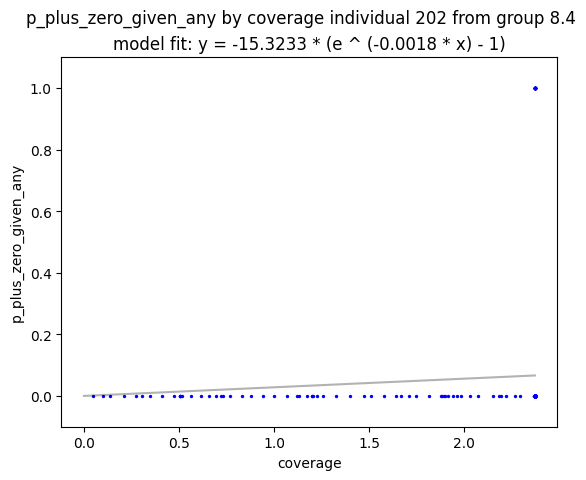 p_plus_zero_given_any by coverage individual 202 from group 8.4
model fit: y = -15.3233 * (e ^ (-0.0018 * x) - 1)
1.0
0.8
0.6
0.4
0.2
0.0
p_plus_zero_given_any
0.0 0.5 1.0 1.5 2.0
coverage